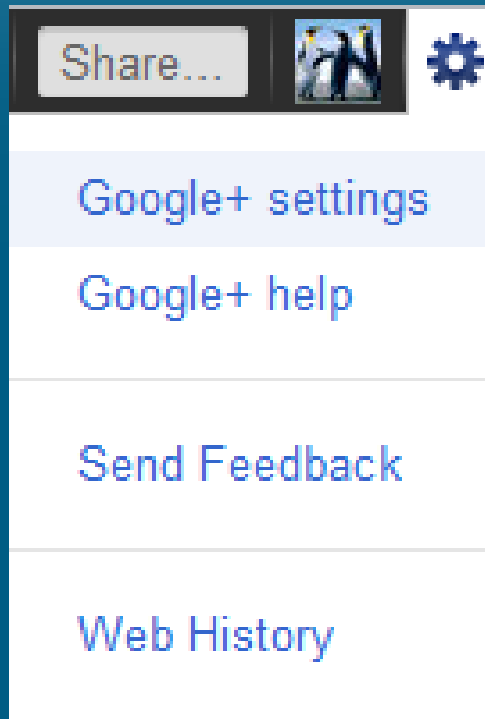 Share...
Google+ settings
Google+ help
Send Feedback
Web History